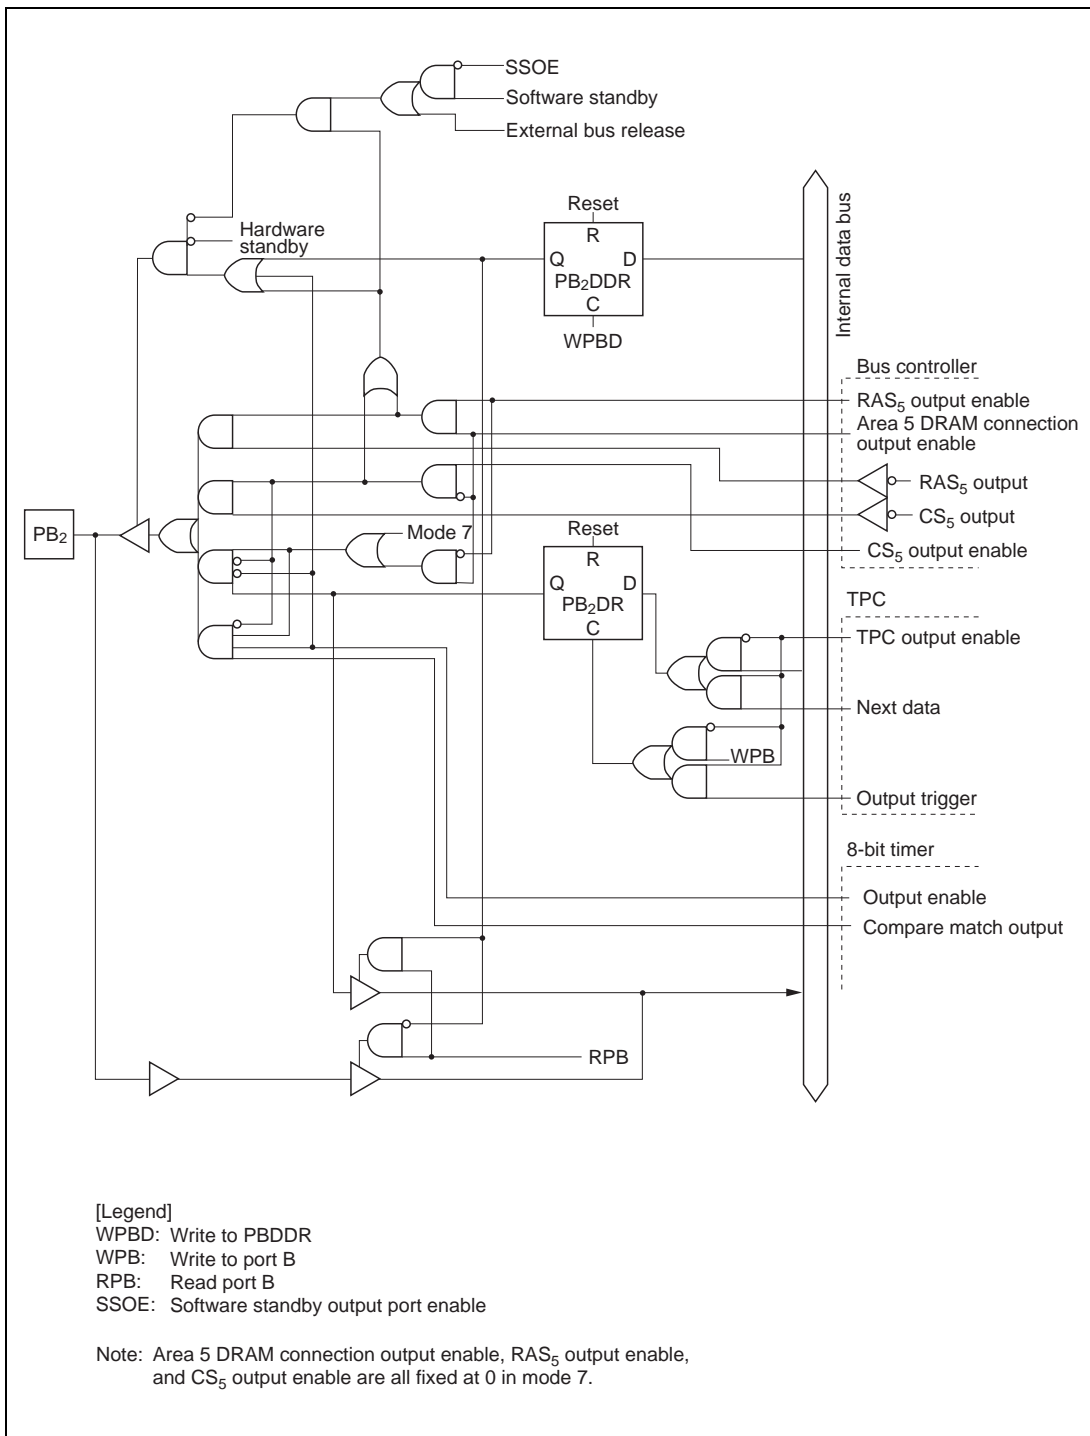 SSOE
Software standby
External bus release
Reset
R
Hardware
standby
Q D
PB₂DDR
C
WPBD
Internal data bus
Bus controller
RAS₅ output enable
Area 5 DRAM connection
output enable
RAS₅ output
CS₅ output
CS₅ output enable
PB₂
Mode 7
Reset
R
Q D
PB₂DR
C
TPC
TPC output enable
Next data
WPB
Output trigger
8-bit timer
Output enable
Compare match output
RPB
[Legend]
WPBD: Write to PBDDR
WPB: Write to port B
RPB: Read port B
SSOE: Software standby output port enable
Note: Area 5 DRAM connection output enable, RAS₅ output enable,
and CS₅ output enable are all fixed at 0 in mode 7.